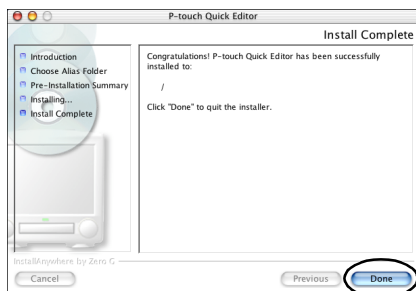 P-touch Quick Editor
Install Complete
Introduction
Choose Alias Folder
Pre-Installation Summary
Installing...
Install Complete
Congratulations! P-touch Quick Editor has been successfully
installed to:
/
Click "Done" to quit the installer.
InstallAnywhere by Zero G
Cancel
Previous
Done